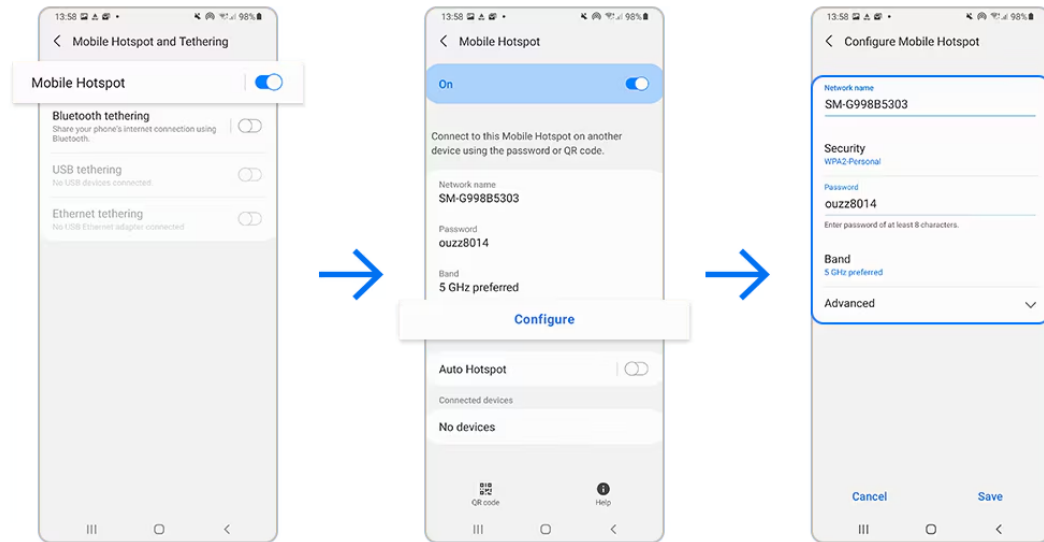 13:58
98%
Mobile Hotspot and Tethering
Mobile Hotspot
Bluetooth tethering
Share your phone's internet connection using
Bluetooth.
USB tethering
No USB devices connected
Ethernet tethering
No USB Ethernet adapter connected
13:58
98%
Mobile Hotspot
On
Connect to this Mobile Hotspot on another
device using the password or QR code.
Network name
SM-G998B5303
Password
ouzz8014
Band
5 GHz preferred
Configure
Auto Hotspot
Connected devices
No devices
QR code
Help
13:58
98%
Configure Mobile Hotspot
Network name
SM-G998B5303
Security
WPA2-Personal
Password
ouzz8014
Enter password of at least 8 characters.
Band
5 GHz preferred
Advanced
Cancel
Save